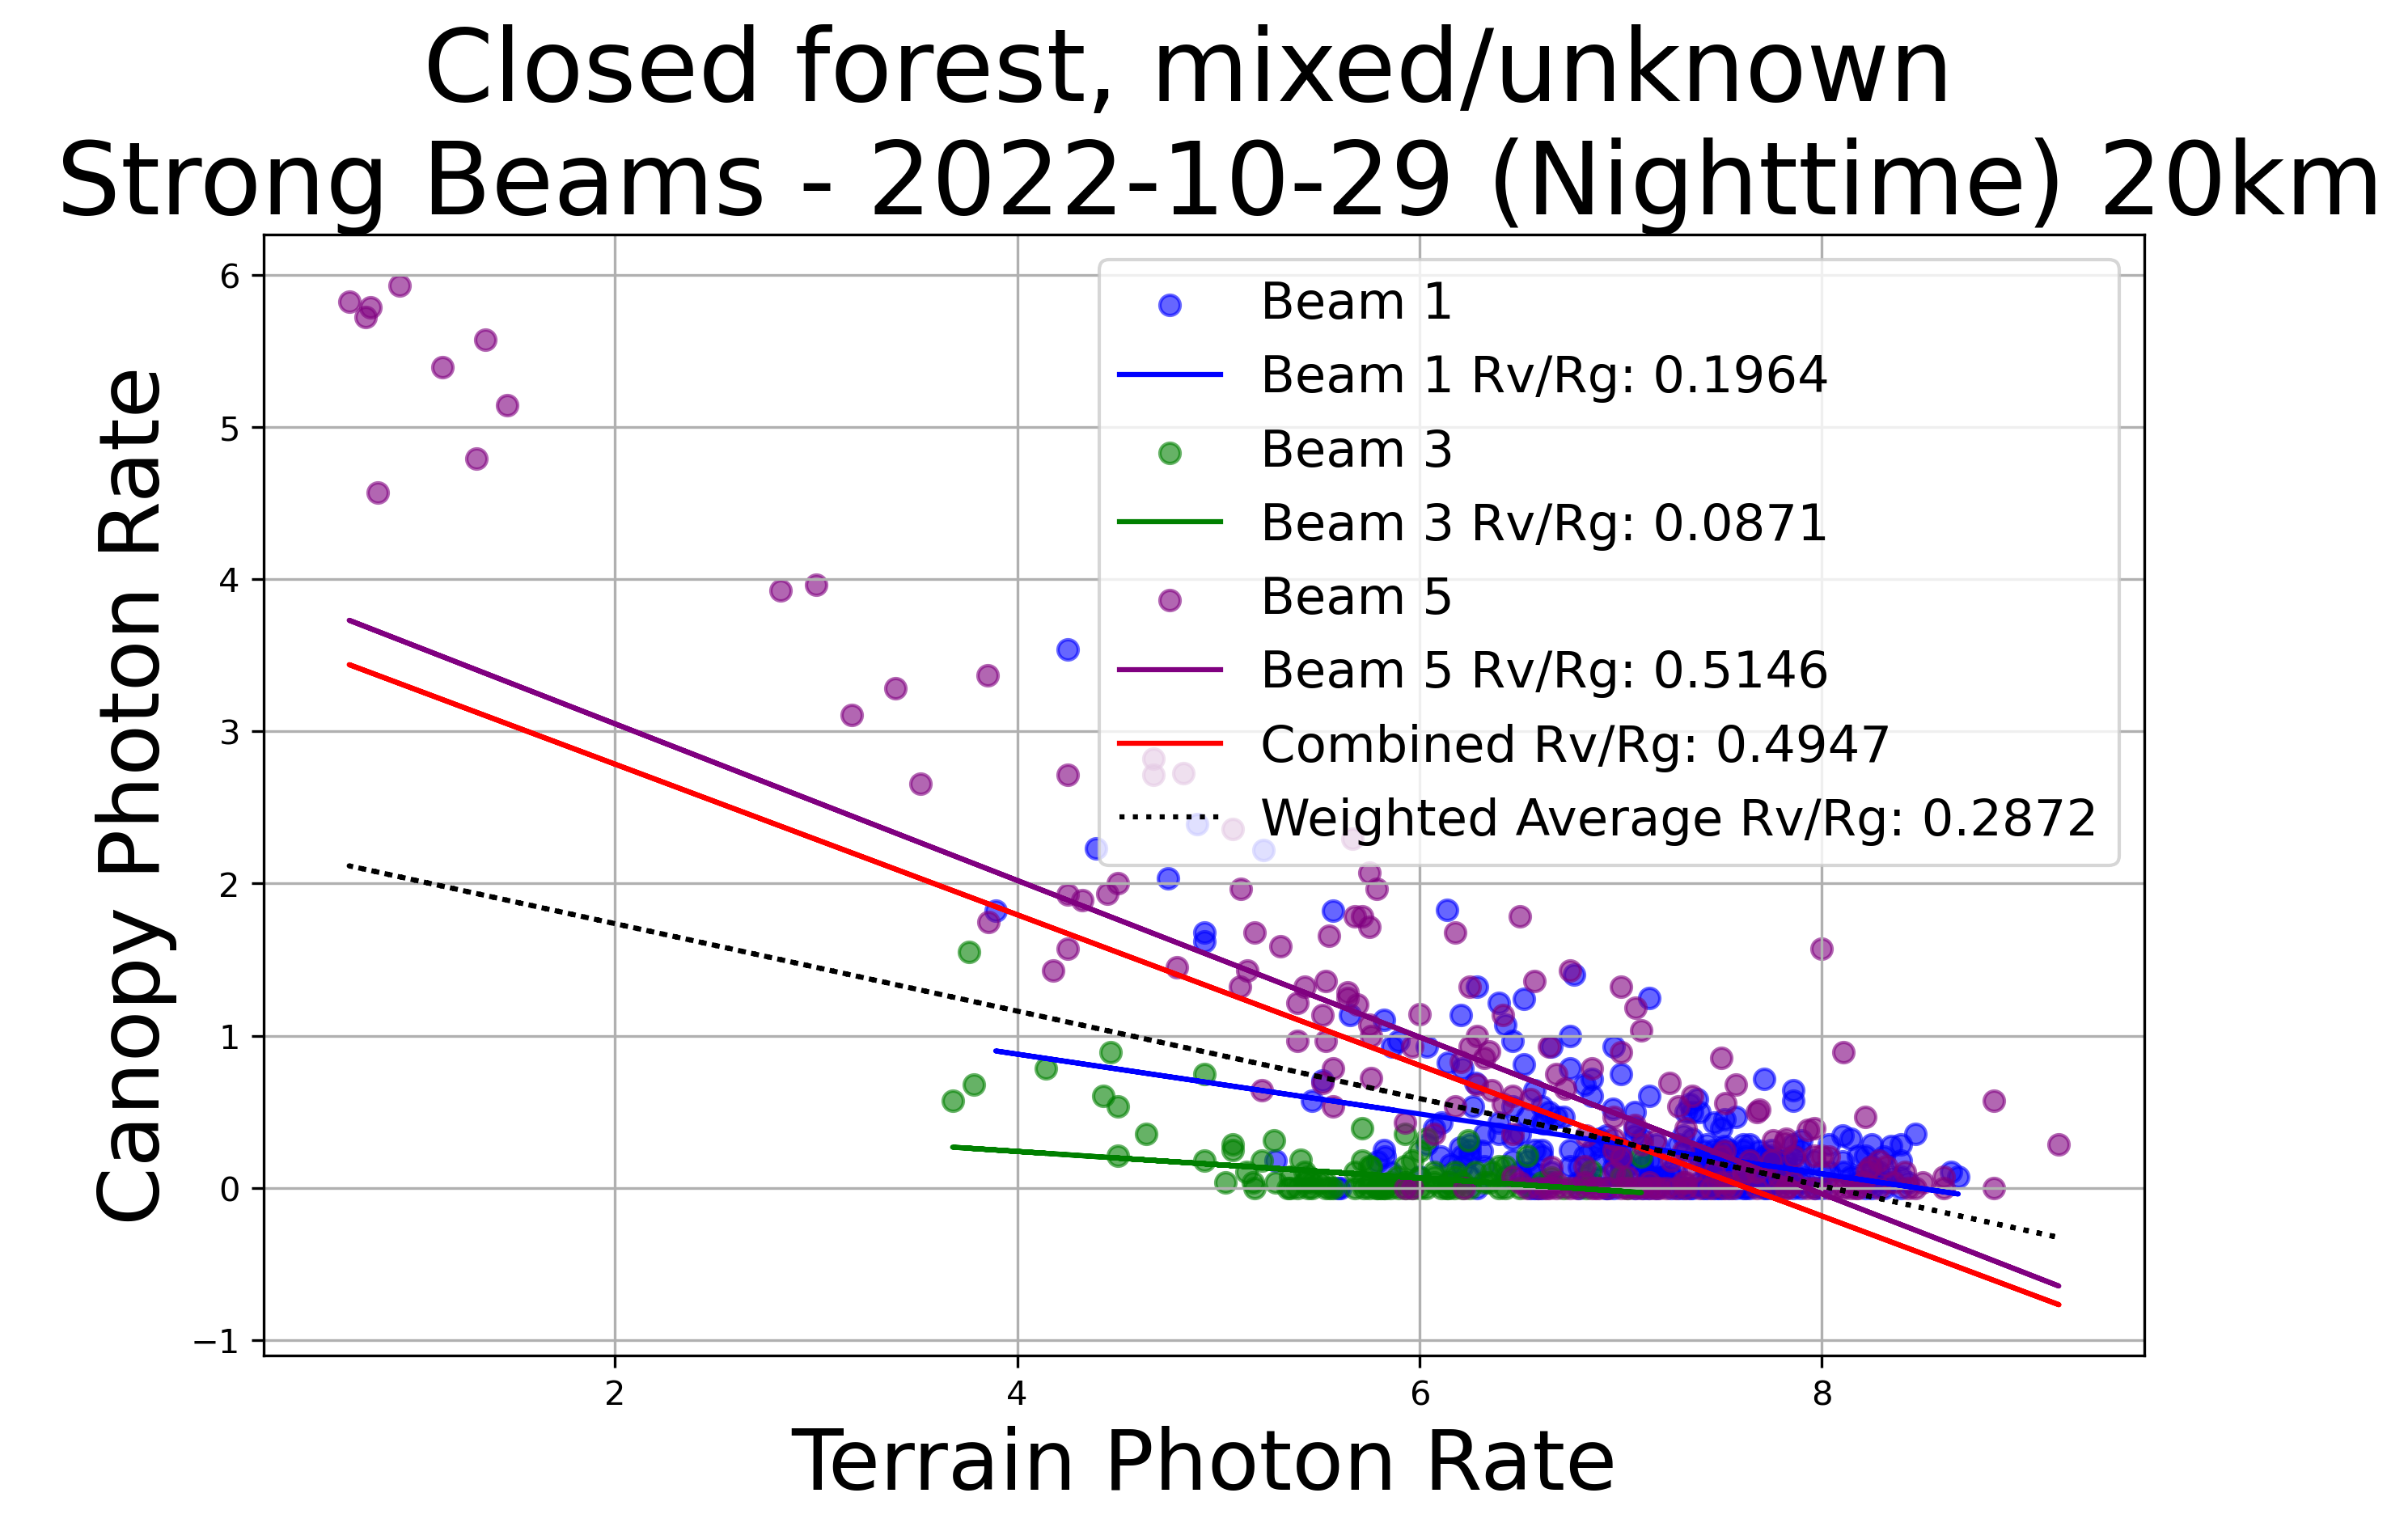 Closed forest, mixed/unknown
Strong Beams - 2022-10-29 (Nighttime) 20km
Canopy Photon Rate
6
5
4
3
2
1
0
−1
Beam 1
Beam 1 Rv/Rg: 0.1964
Beam 3
Beam 3 Rv/Rg: 0.0871
Beam 5
Beam 5 Rv/Rg: 0.5146
Combined Rv/Rg: 0.4947
Weighted Average Rv/Rg: 0.2872
2 4 6 8
Terrain Photon Rate